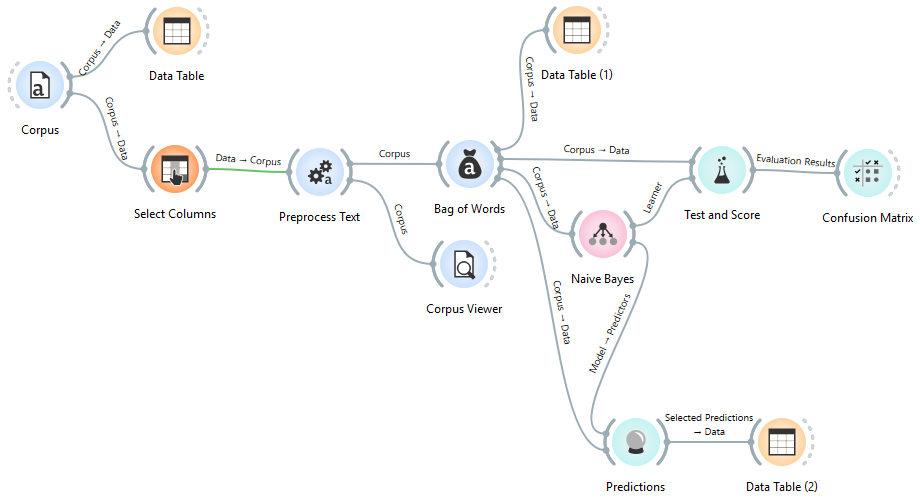 Corpus → Data
Data Table
Corpus
Corpus → Data
Select Columns
Data → Corpus
Preprocess Text
Corpus
Corpus
Corpus Viewer
Bag of Words
Corpus → Data
Data Table (1)
Corpus → Data
Corpus → Data
Naive Bayes
Learner
Test and Score
Evaluation Results
Confusion Matrix
Corpus → Data
Model → Predictors
Predictions
Selected Predictions
→ Data
Data Table (2)